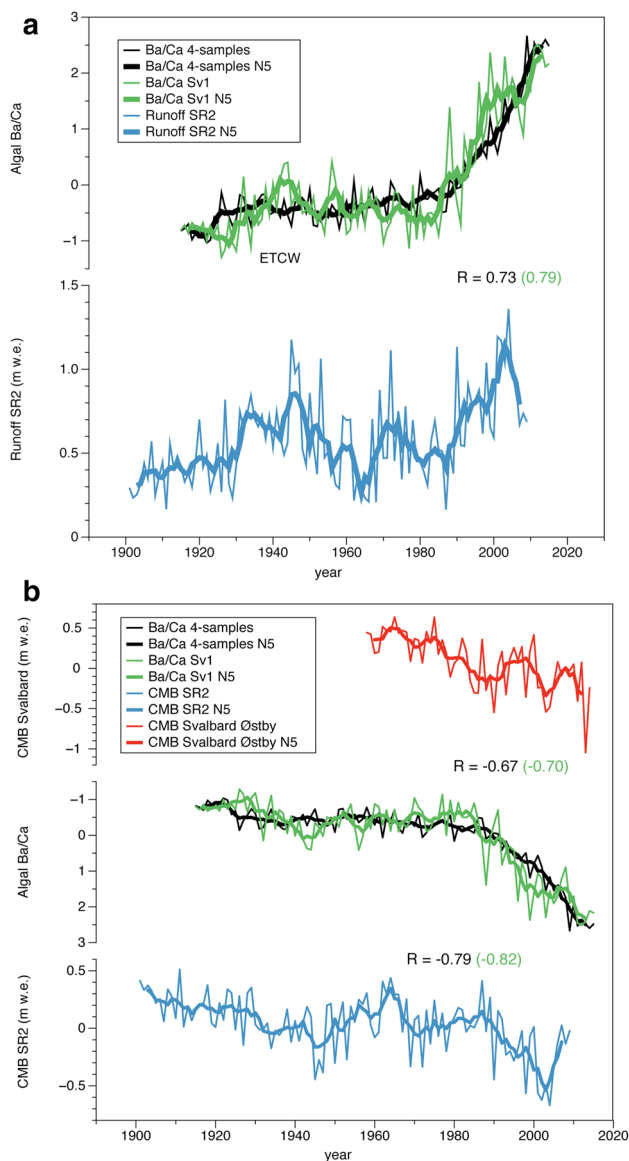 a
3
2
1
0
−1
Algal Ba/Ca
Ba/Ca 4-samples
Ba/Ca 4-samples N5
Ba/Ca Sv1
Ba/Ca Sv1 N5
Runoff SR2
Runoff SR2 N5
ETCW
R = 0.73 (0.79)
1.5
1.0
0.5
0
Runoff SR2 (m w.e.)
1900 1920 1940 1960 1980 2000 2020
year
b
0.5
0
−0.5
−1
CMB Svalbard (m w.e.)
Ba/Ca 4-samples
Ba/Ca 4-samples N5
Ba/Ca Sv1
Ba/Ca Sv1 N5
CMB SR2
CMB SR2 N5
CMB Svalbard Østby
CMB Svalbard Østby N5
R = -0.67 (-0.70)
−1
0
1
2
3
Algal Ba/Ca
R = -0.79 (-0.82)
0.5
0
−0.5
CMB SR2 (m w.e.)
1900 1920 1940 1960 1980 2000 2020
year